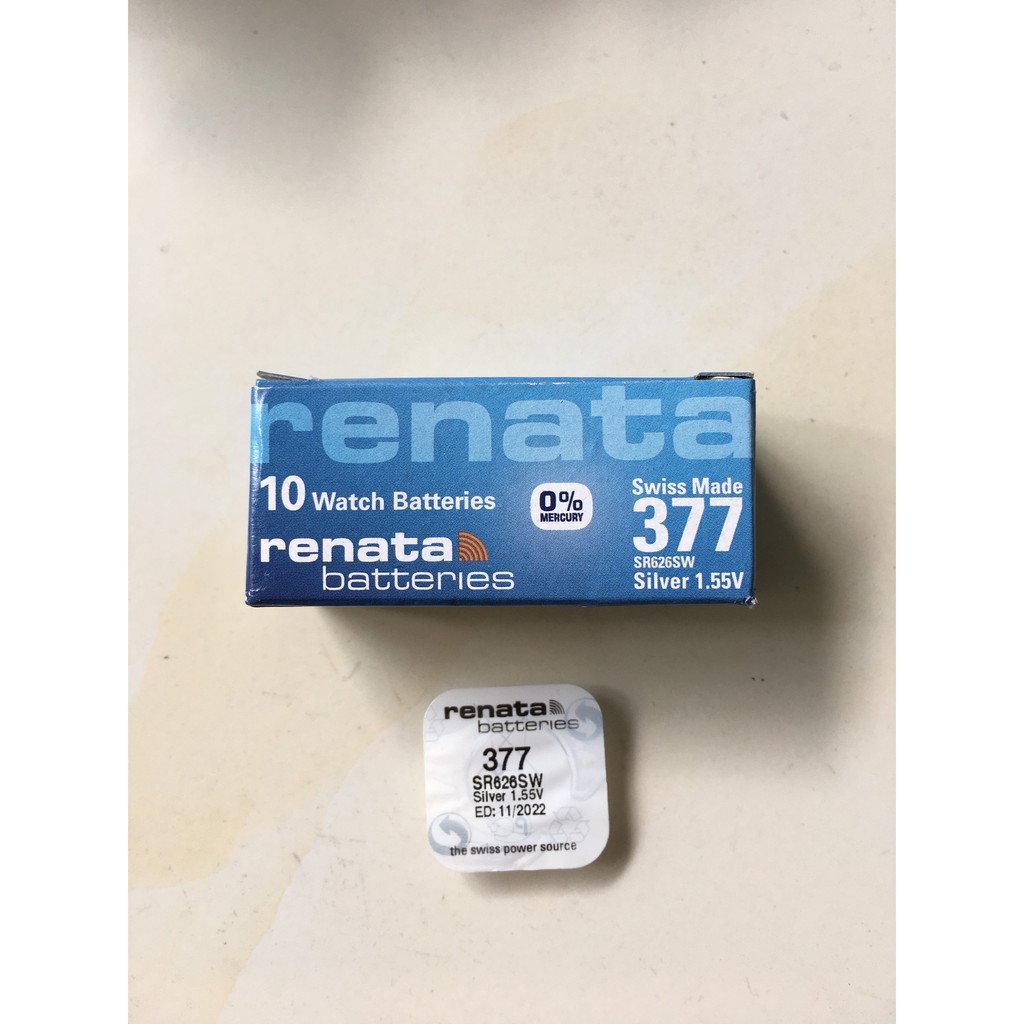 renata
10 Watch Batteries
0%
MERCURY
Swiss Made
377
SR626SW
Silver 1.55V
renata
batteries
renata
batteries
377
SR626SW
Silver 1.55V
ED: 11/2022
the swiss power source